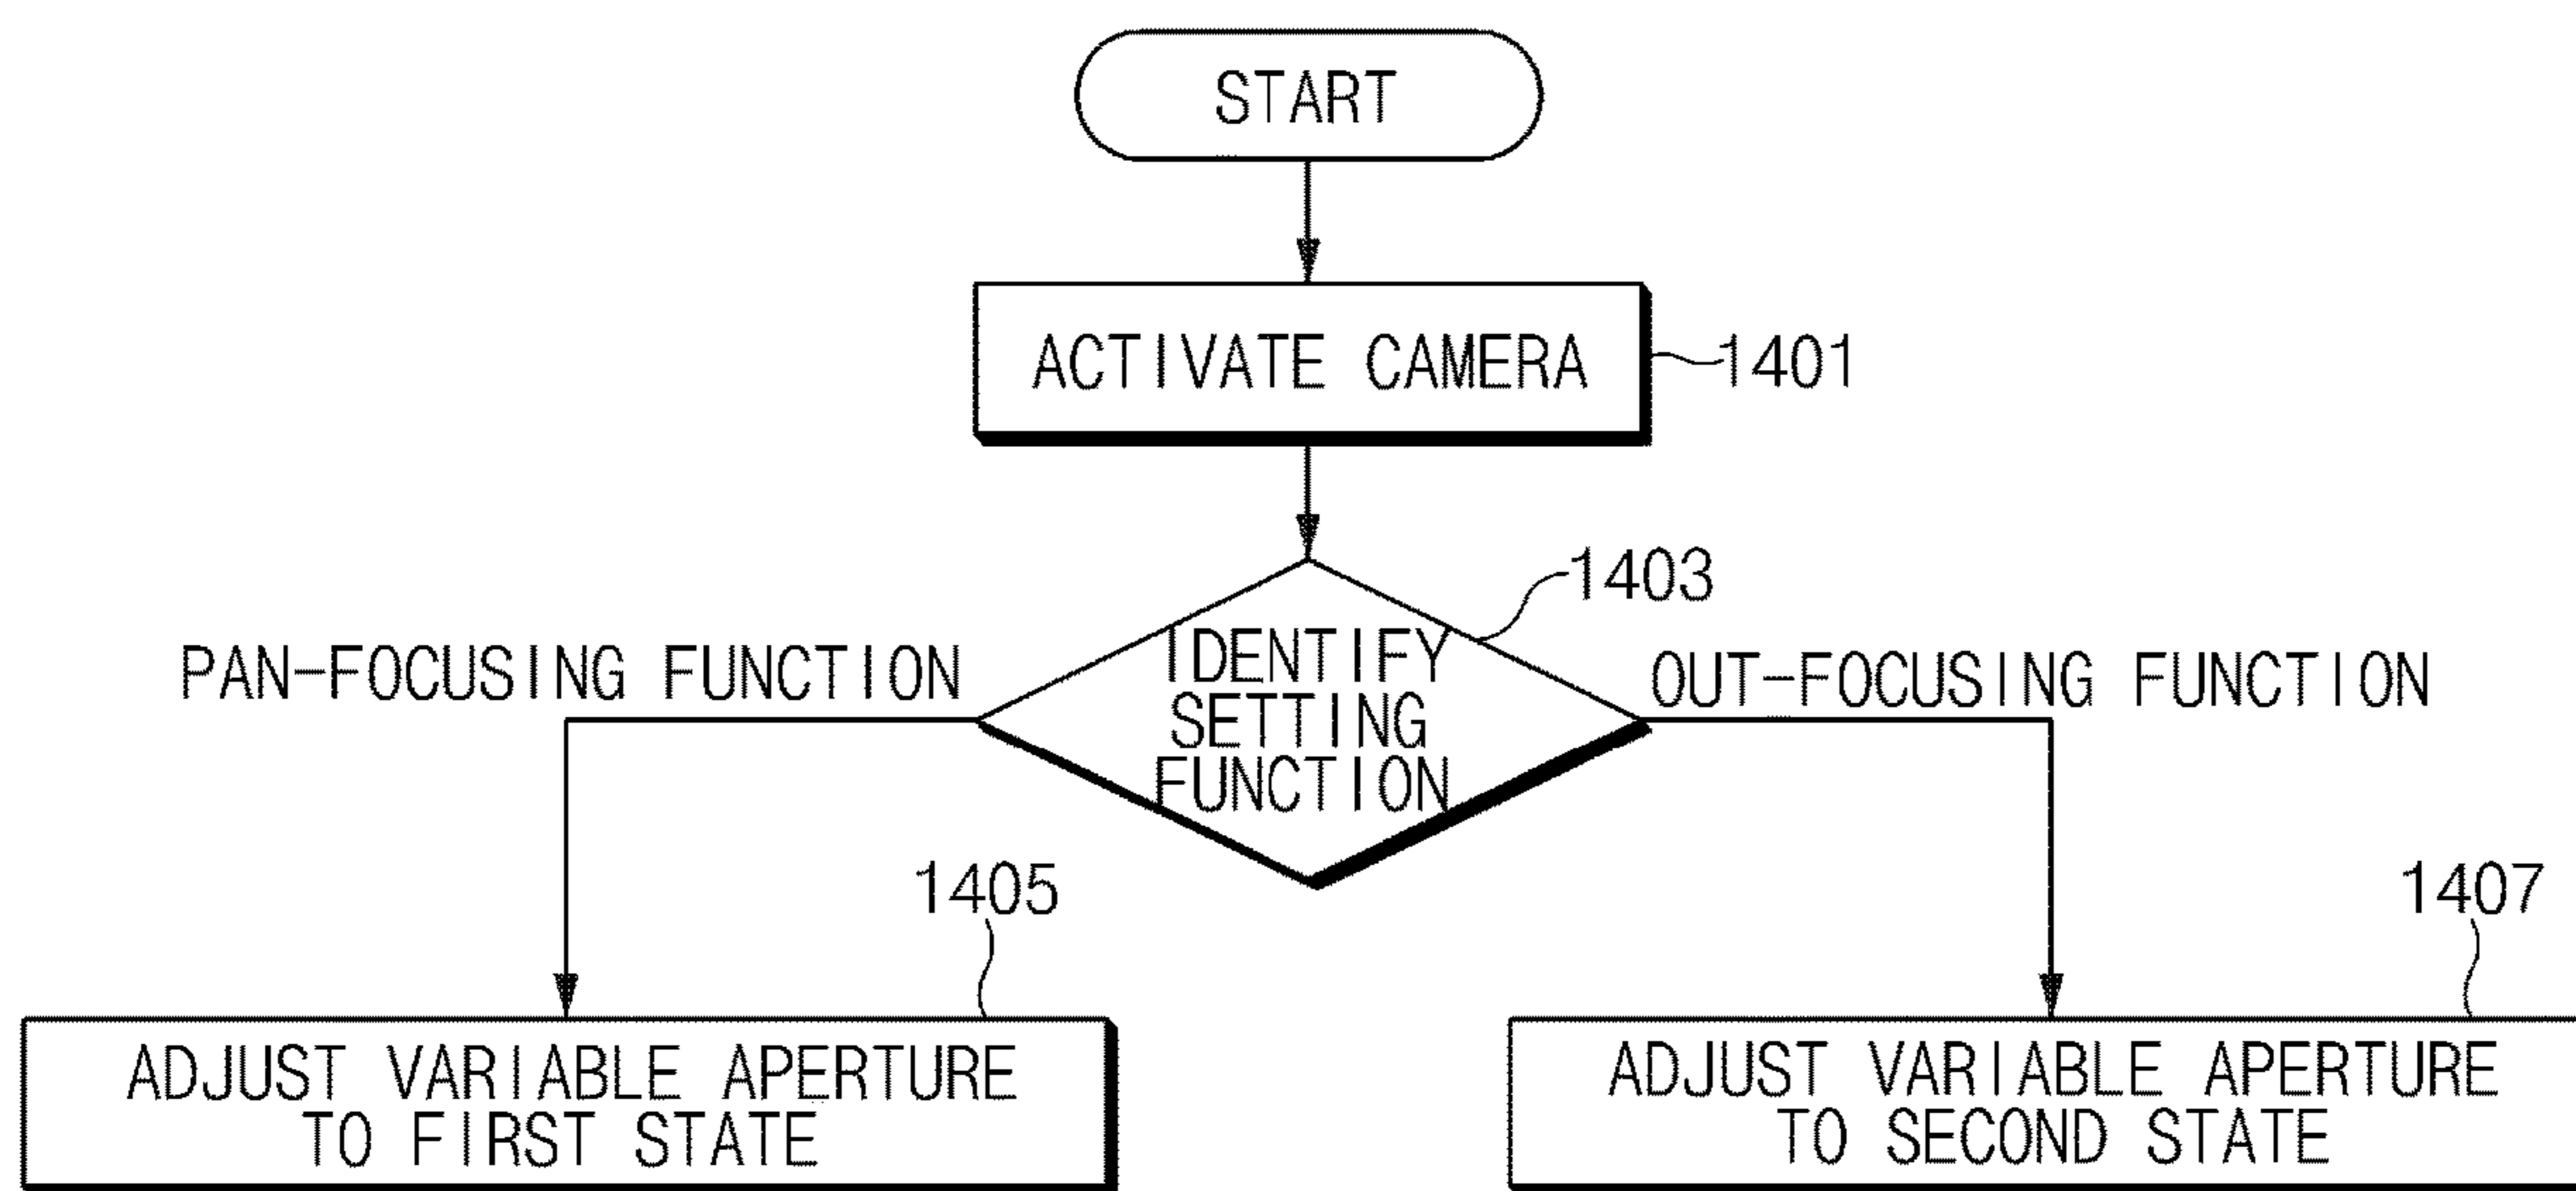 START
ACTIVATE CAMERA
1401
1403
IDENTIFY
SETTING
FUNCTION
PAN-FOCUSING FUNCTION
OUT-FOCUSING FUNCTION
1405
1407
ADJUST VARIABLE APERTURE
TO FIRST STATE
ADJUST VARIABLE APERTURE
TO SECOND STATE